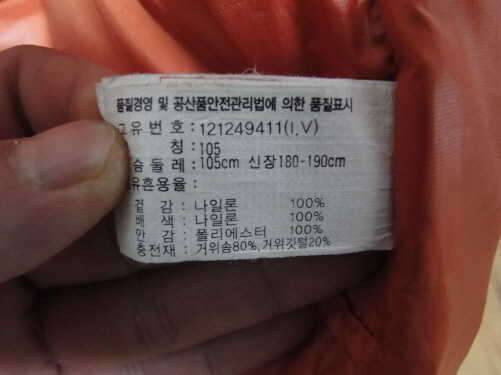 품질경영 및 공산품안전관리법에 의한 품질표시
고유 번호 : 121249411(I,V)
칭 : 105
슴 둘 레 : 105cm 신장180-190cm
유혼용율 :
겉 감 : 나일론 100%
배 색 : 나일론 100%
안 감 : 폴리에스터 100%
충전재 : 거위솜80%,거위깃털20%